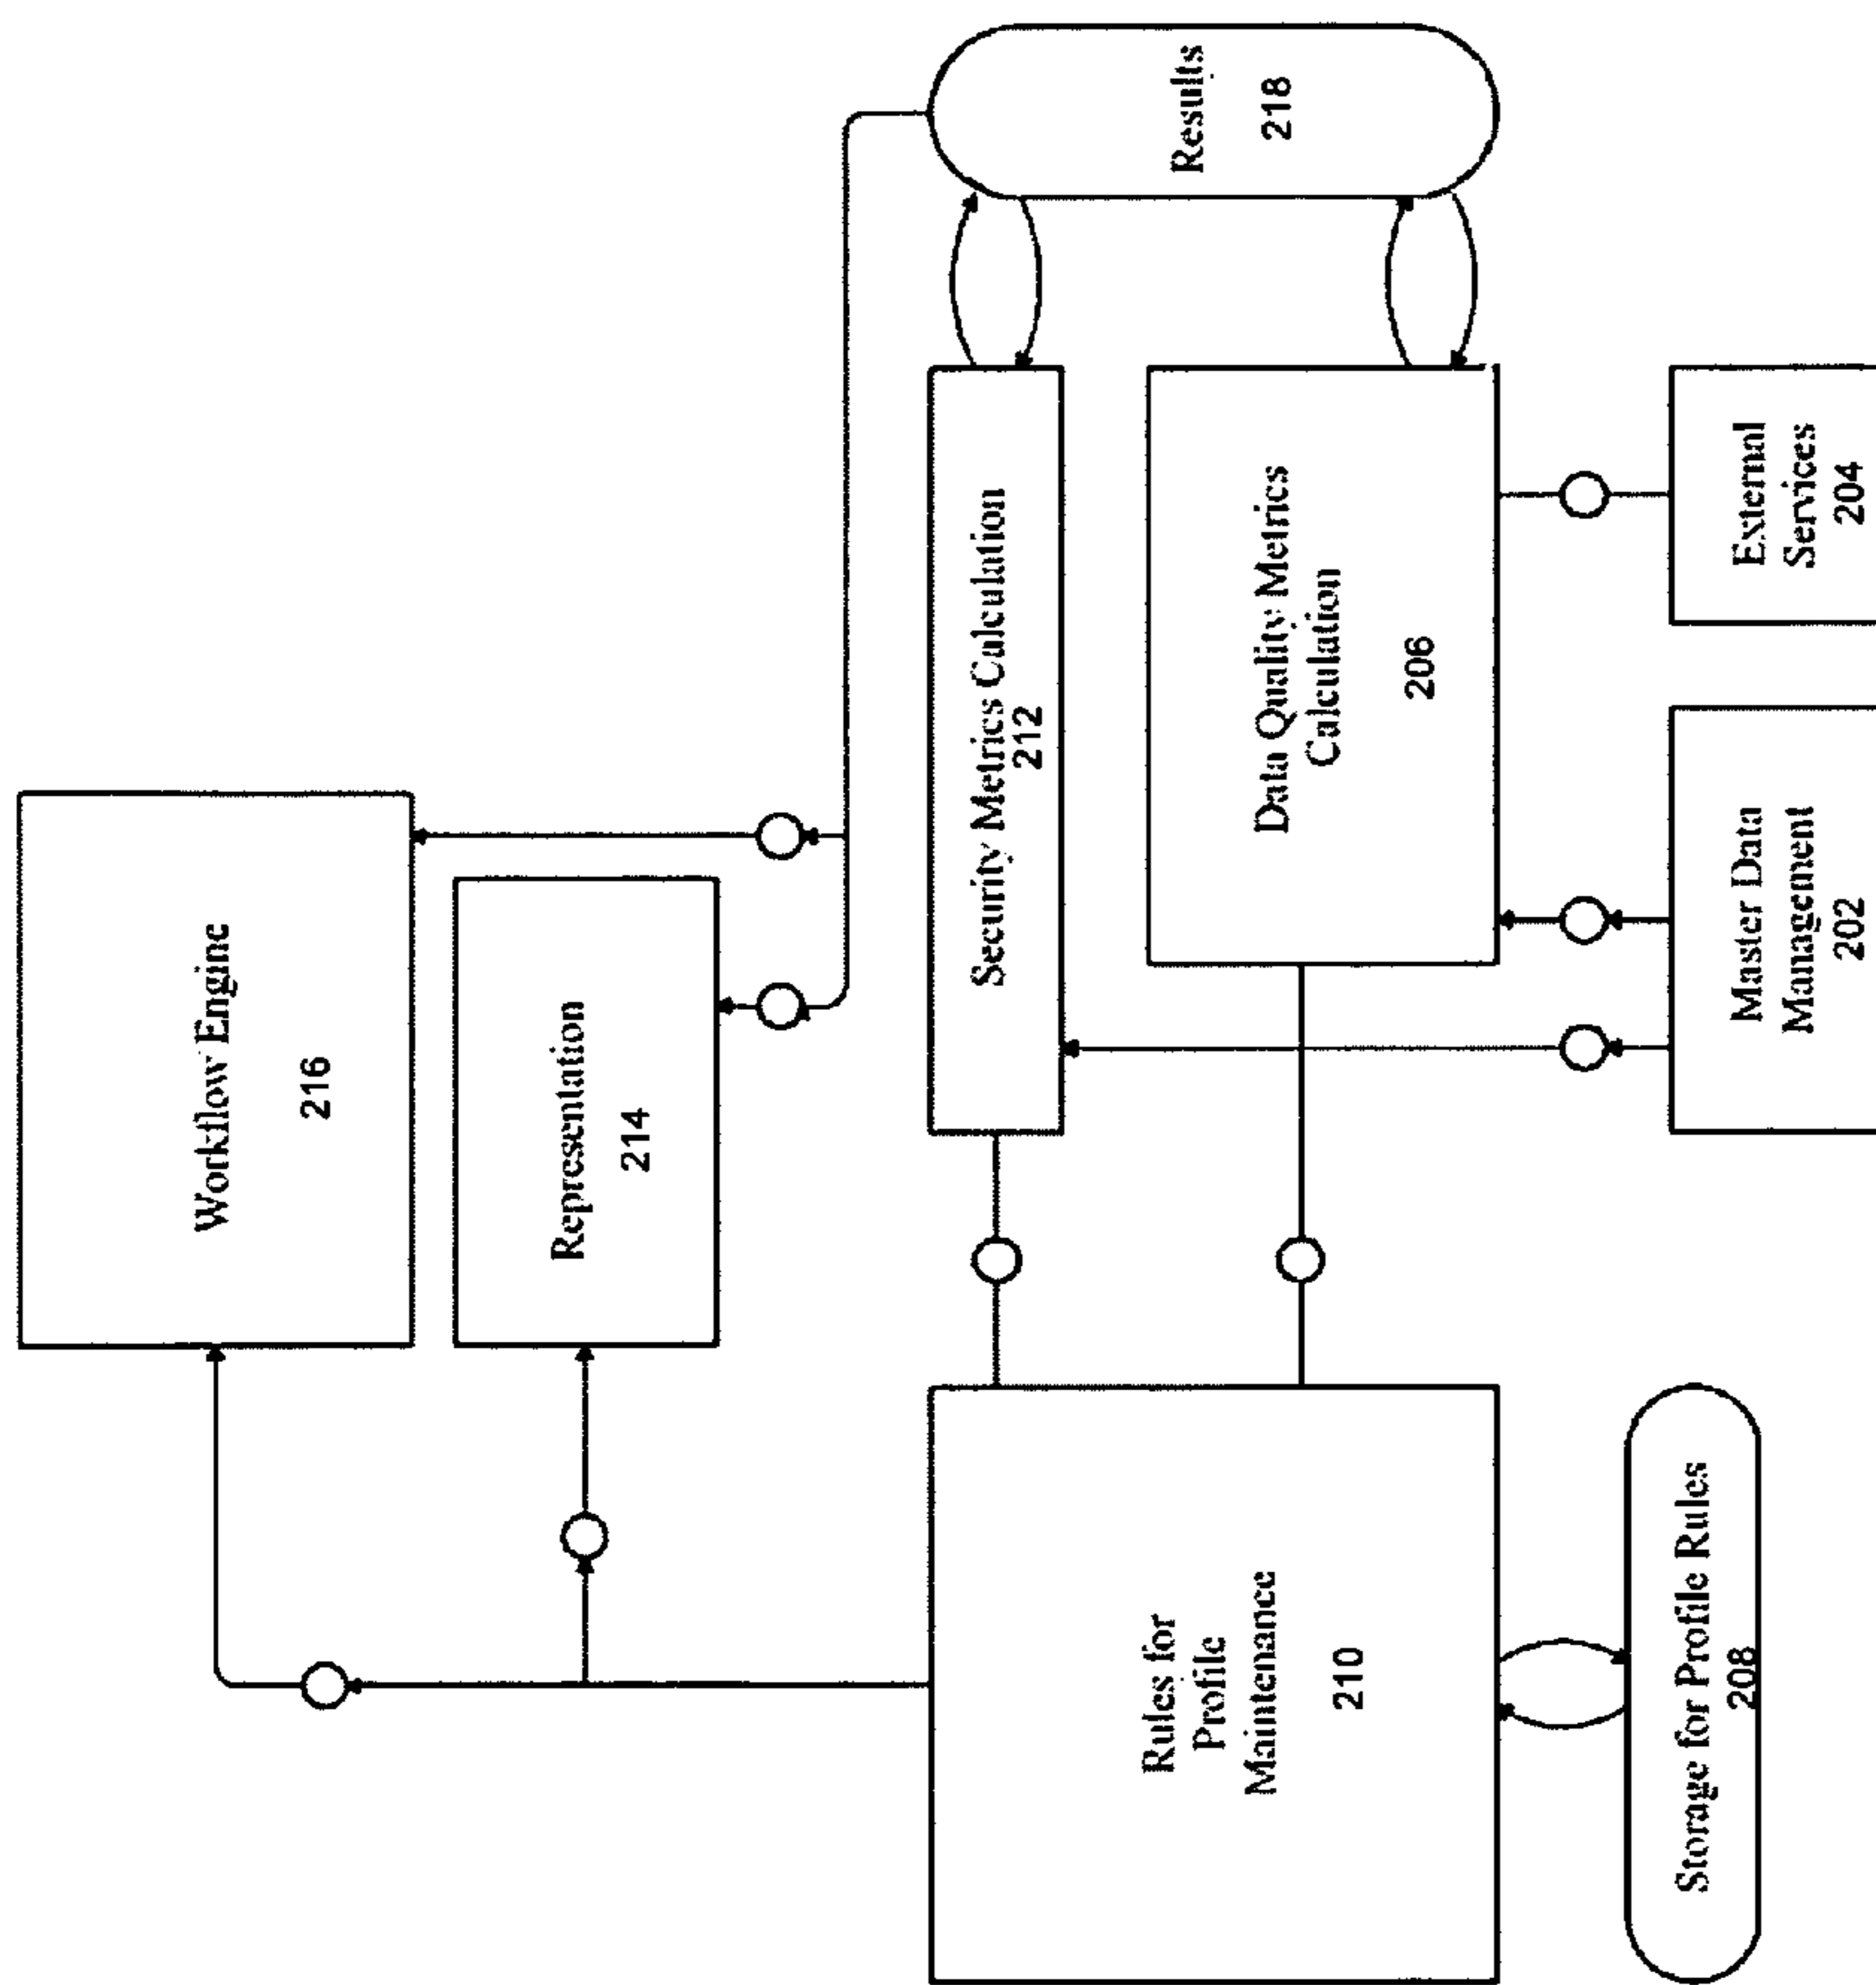 Workflow Engine
216
Representation
214
Results
218
Security Metrics Calculation
212
Data Quality Metrics
Calculation
206
Rules for
Profile
Maintenance
210
Storage for Profile Rules
208
Master Data
Management
202
External
Services
204